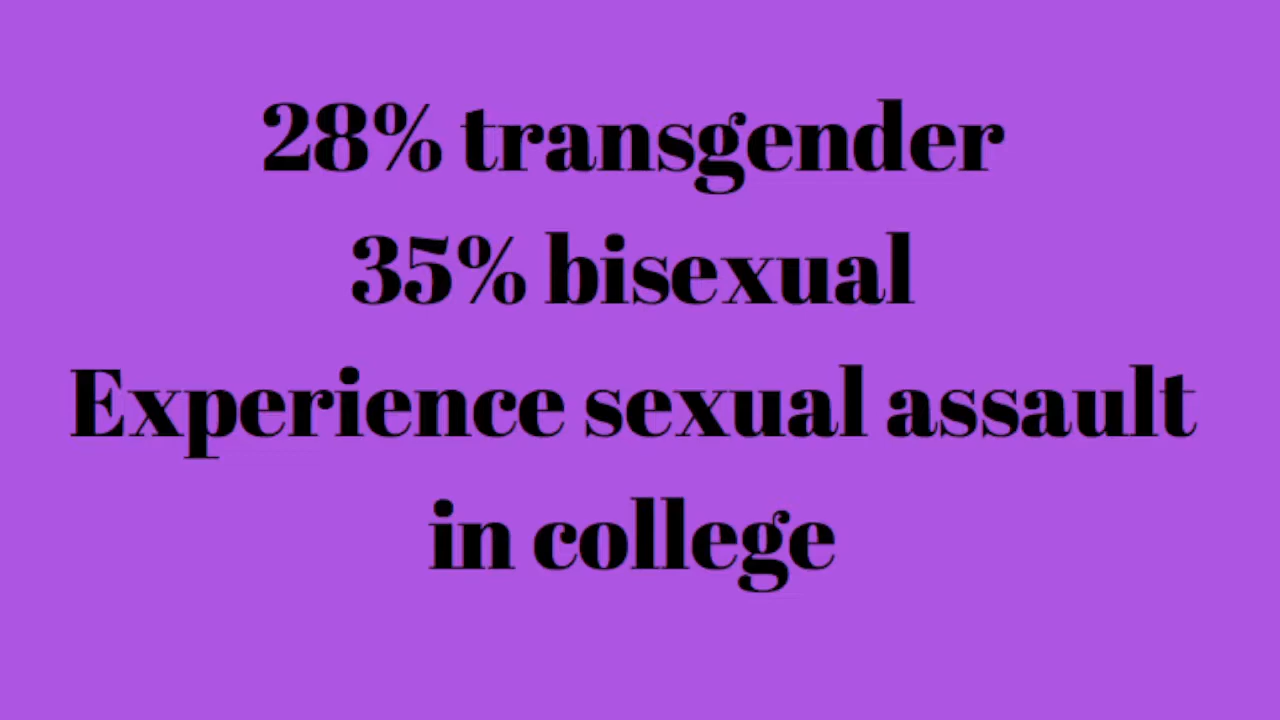 28% transgender
35% bisexual
Experience sexual assault
in college